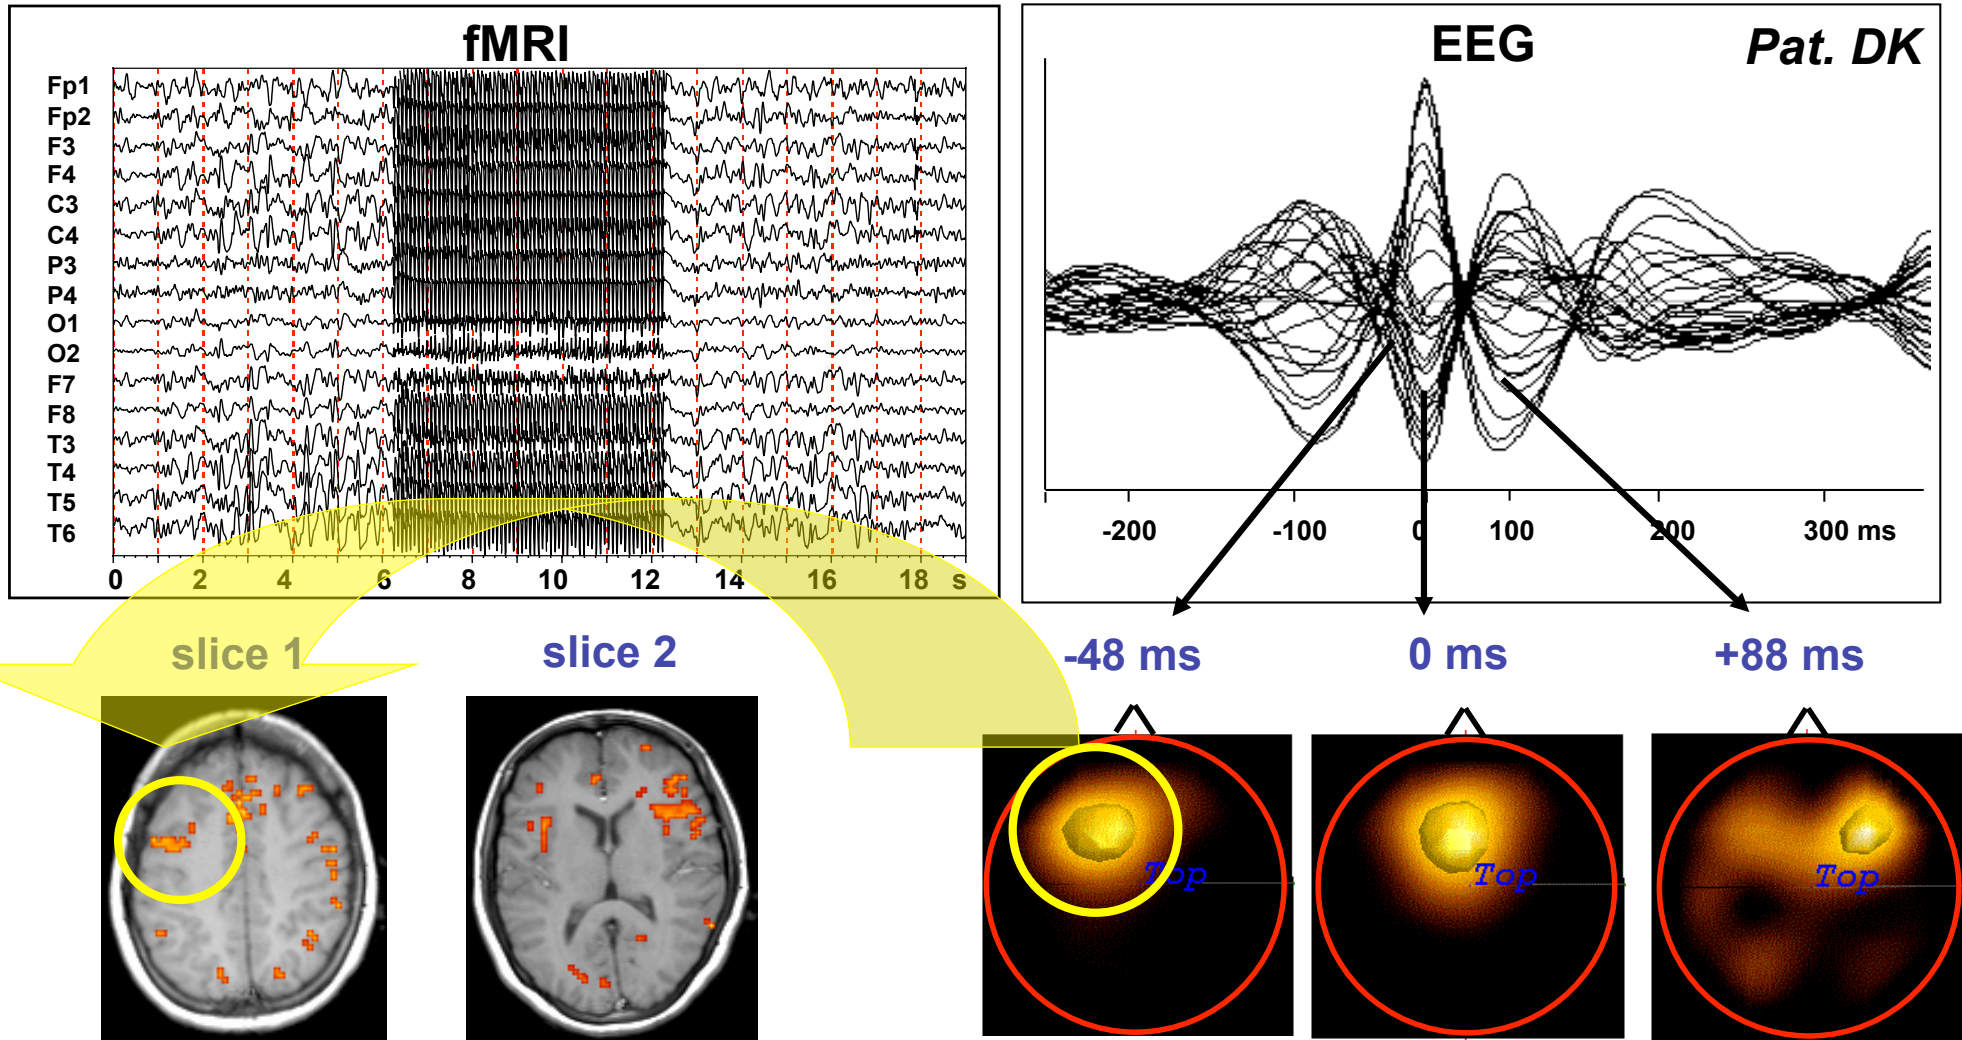 fMRI
Fp1
Fp2
F3
F4
C3
C4
P3
P4
O1
O2
F7
F8
T3
T4
T5
T6
0 2 4 6 8 10 12 14 16 18 s
EEG
Pat. DK
-200 -100 0 100 200 300 ms
slice 1
slice 2
-48 ms
0 ms
+88 ms
Top
Top
Top